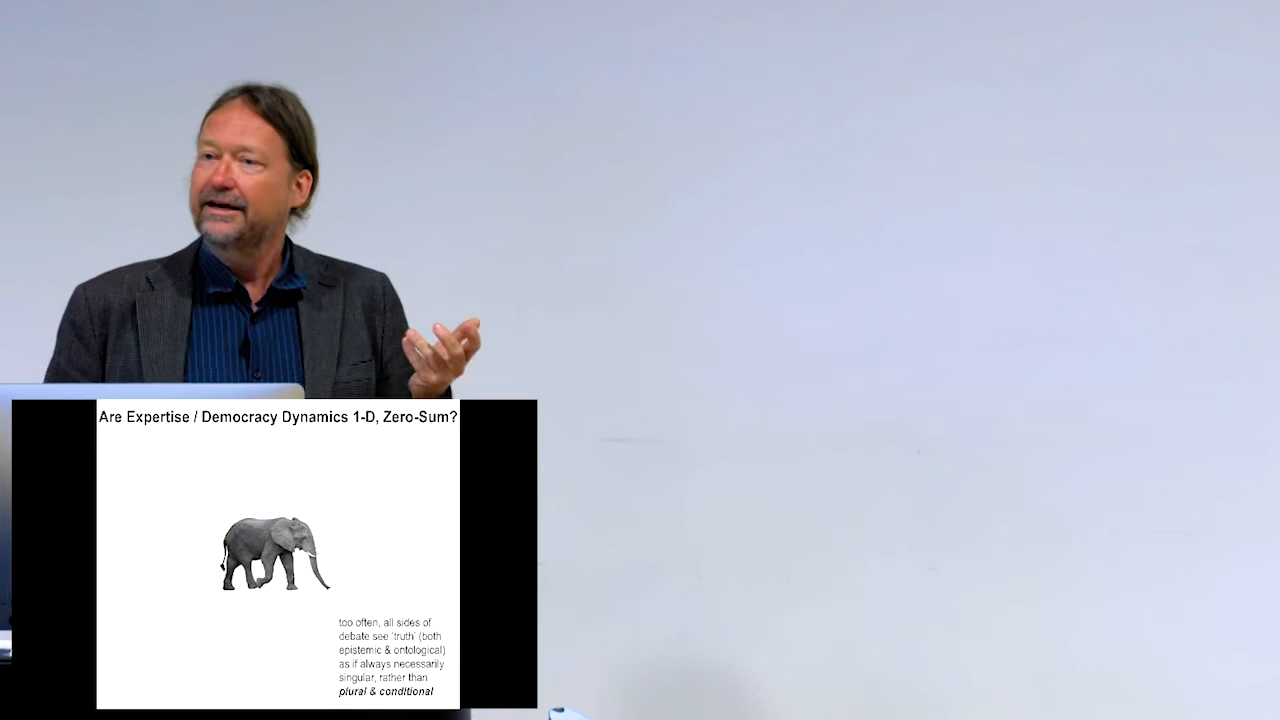 Are Expertise / Democracy Dynamics 1-D, Zero-Sum?
too often, all sides of
debate see 'truth' (both
epistemic & ontological)
as if always necessarily
singular, rather than
plural & conditional